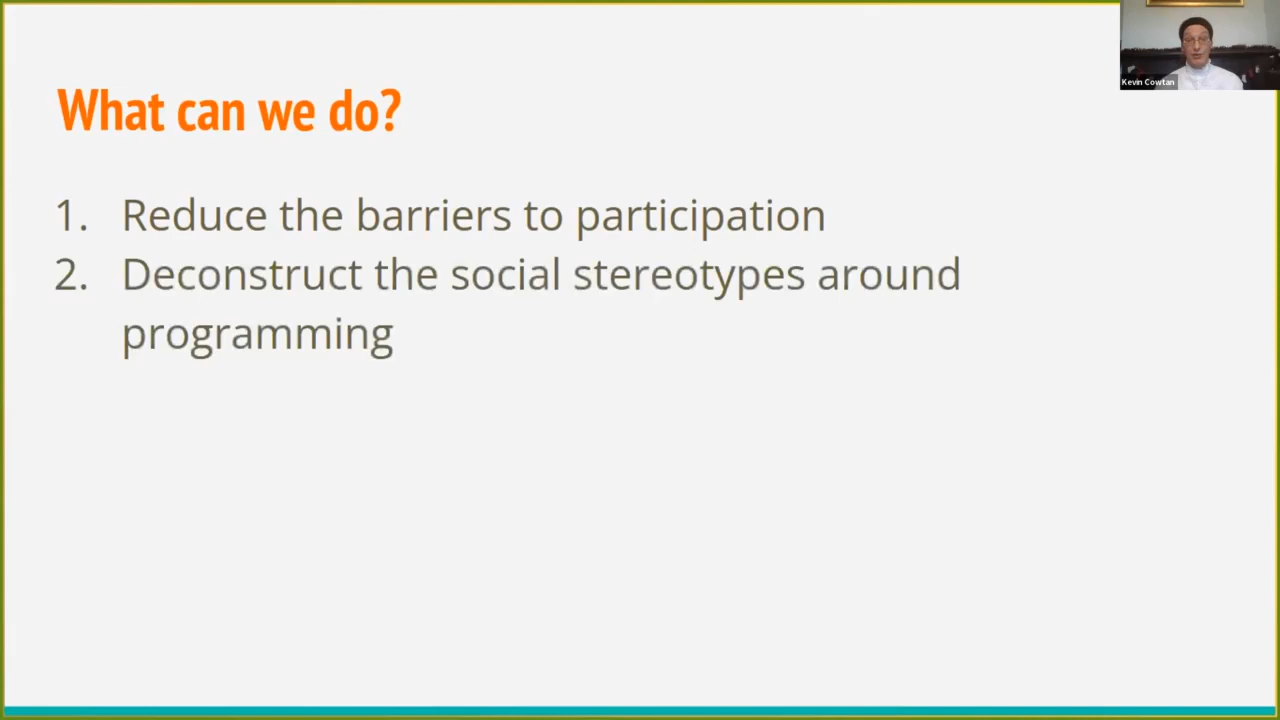 What can we do?
1. Reduce the barriers to participation
2. Deconstruct the social stereotypes around
programming
Kevin Cowtan